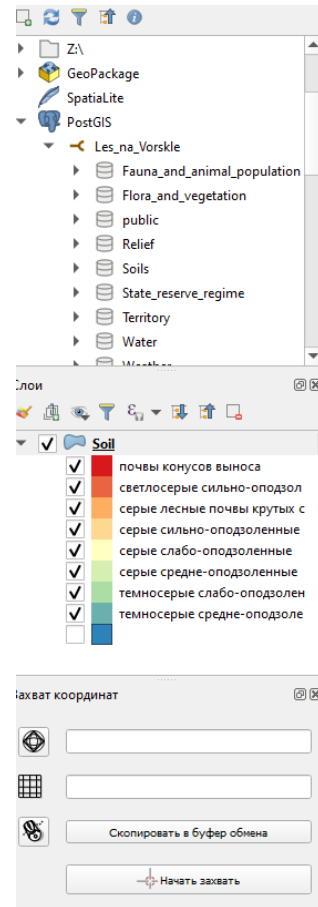 Z:\
GeoPackage
SpatiaLite
PostGIS
Les_na_Vorskle
Fauna_and_animal_population
Flora_and_vegetation
public
Relief
Soils
State_reserve_regime
Territory
Water
Weather
Слои
Soil
почвы конусов выноса
светлосерые сильно-оподзол
серые лесные почвы крутых с
серые сильно-оподзоленные
серые слабо-оподзоленные
серые средне-оподзоленные
темносерые слабо-оподзолен
темносерые средне-оподзоле
Захват координат
Скопировать в буфер обмена
Начать захвать